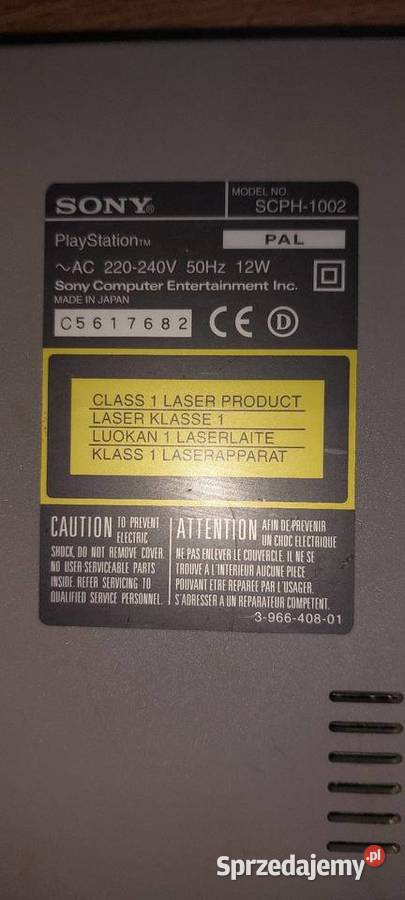 SONY®
MODEL NO.
SCPH-1002
PlayStation™
PAL
~AC 220-240V 50Hz 12W
Sony Computer Entertainment Inc.
MADE IN JAPAN
C5617682
CE D
CLASS 1 LASER PRODUCT
LASER KLASSE 1
LUOKAN 1 LASERLAITE
KLASS 1 LASERAPPARAT
CAUTION TO PREVENT
ELECTRIC
SHOCK, DO NOT REMOVE COVER.
NO USER SERVICEABLE PARTS
INSIDE. REFER SERVICING TO
QUALIFIED SERVICE PERSONNEL.
ATTENTION AFIN DE PREVENIR
UN CHOC ELECTRIQUE
NE PAS ENLEVER LE COUVERCLE. IL NE SE
TROUVE A L'INTERIEUR AUCUNE PIECE
POUVANT ETRE REPAREE PAR L'USAGER.
S'ADRESSER A UN REPARATEUR COMPETENT.
3-966-408-01
Sprzedajemy.pl